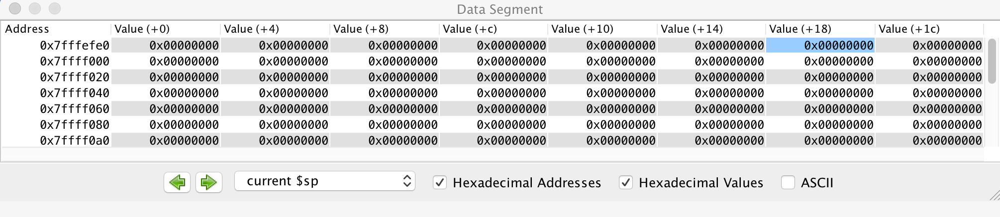 Data Segment
Address Value (+0) Value (+4) Value (+8) Value (+c) Value (+10) Value (+14) Value (+18) Value (+1c)
0x7fffefe0 0x00000000 0x00000000 0x00000000 0x00000000 0x00000000 0x00000000 0x00000000 0x00000000
0x7ffff000 0x00000000 0x00000000 0x00000000 0x00000000 0x00000000 0x00000000 0x00000000 0x00000000
0x7ffff020 0x00000000 0x00000000 0x00000000 0x00000000 0x00000000 0x00000000 0x00000000 0x00000000
0x7ffff040 0x00000000 0x00000000 0x00000000 0x00000000 0x00000000 0x00000000 0x00000000 0x00000000
0x7ffff060 0x00000000 0x00000000 0x00000000 0x00000000 0x00000000 0x00000000 0x00000000 0x00000000
0x7ffff080 0x00000000 0x00000000 0x00000000 0x00000000 0x00000000 0x00000000 0x00000000 0x00000000
0x7ffff0a0 0x00000000 0x00000000 0x00000000 0x00000000 0x00000000 0x00000000 0x00000000 0x00000000
current $sp Hexadecimal Addresses Hexadecimal Values ASCII